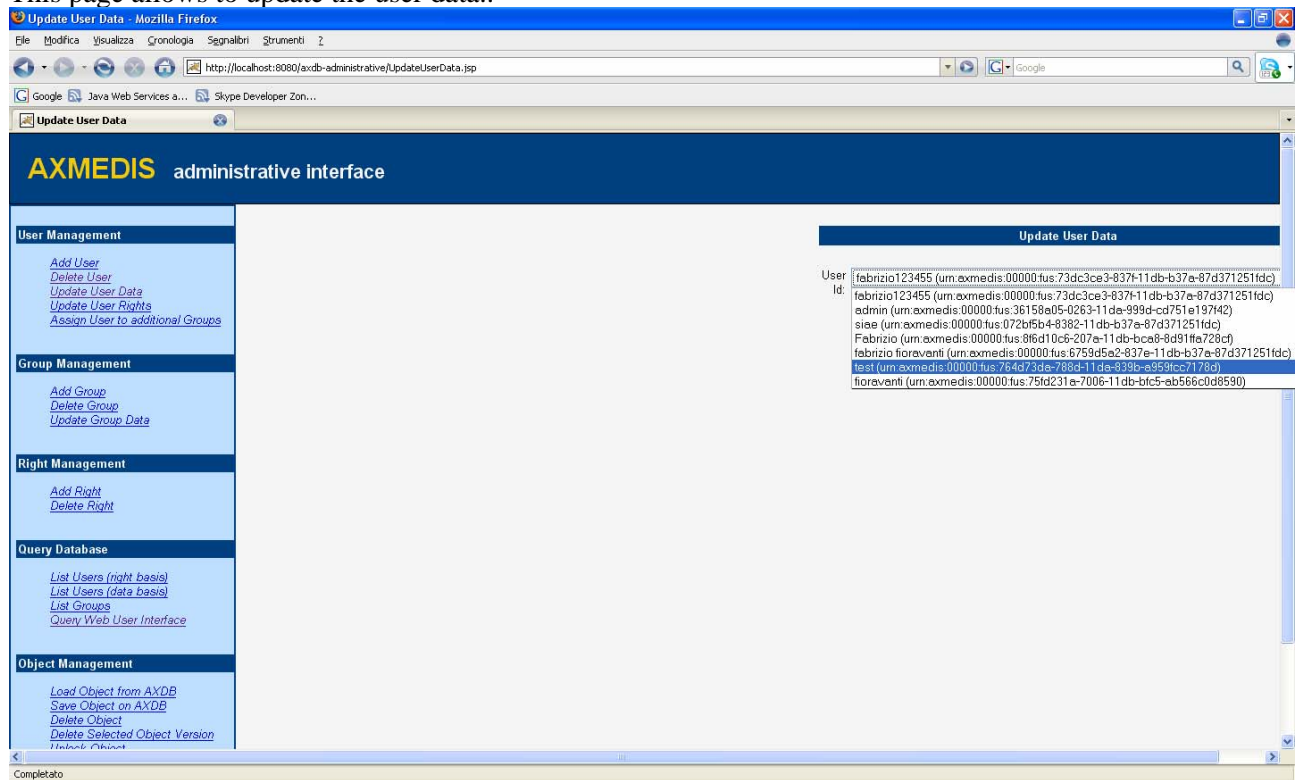 This page allows to update the user data..
Update User Data - Mozilla Firefox
File Modifica Visualizza Cronologia Segnalibri Strumenti ?
http://localhost:8080/axdb-administrative/UpdateUserData.jsp
Google
Google Java Web Services a... Skype Developer Zon...
Update User Data
AXMEDIS administrative interface
User Management
Add User
Delete User
Update User Data
Update User Rights
Assign User to additional Groups
Group Management
Add Group
Delete Group
Update Group Data
Right Management
Add Right
Delete Right
Query Database
List Users (right basis)
List Users (data basis)
List Groups
Query Web User Interface
Object Management
Load Object from AXDB
Save Object on AXDB
Delete Object
Delete Selected Object Version
Unlock Object
Update User Data
User Id:
fabrizio123455 (urn:axmedis:00000:fus:73dc3ce3-837f-11db-b37a-87d371251fdc)
fabrizio123455 (urn:axmedis:00000:fus:73dc3ce3-837f-11db-b37a-87d371251fdc)
admin (urn:axmedis:00000:fus:36158a05-0263-11da-999d-cd751e197f42)
siae (urn:axmedis:00000:fus:072bf5b4-8382-11db-b37a-87d371251fdc)
Fabrizio (urn:axmedis:00000:fus:8f6d10c6-207a-11db-bca8-8d91ffa728cf)
fabrizio fioravanti (urn:axmedis:00000:fus:6759d5a2-837e-11db-b37a-87d371251fdc)
test (urn:axmedis:00000:fus:764d73da-788d-11da-839b-a959fcc7178d)
fioravanti (urn:axmedis:00000:fus:75fd231a-7006-11db-bfc5-ab566c0d8590)
Completato